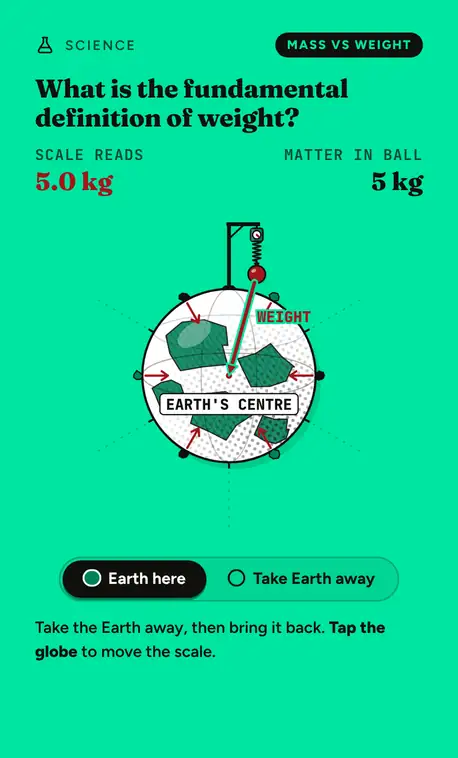 SCIENCE
MASS VS WEIGHT
What is the fundamental
definition of weight?
SCALE READS
MATTER IN BALL
5.0 kg
5 kg
WEIGHT
EARTH'S CENTRE
Earth here
Take Earth away
Take the Earth away, then bring it back. Tap the
globe to move the scale.